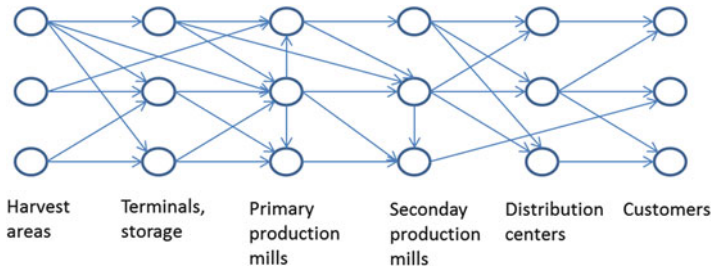 Harvest
areas
Terminals,
storage
Primary
production
mills
Seconday
production
mills
Distribution
centers
Customers